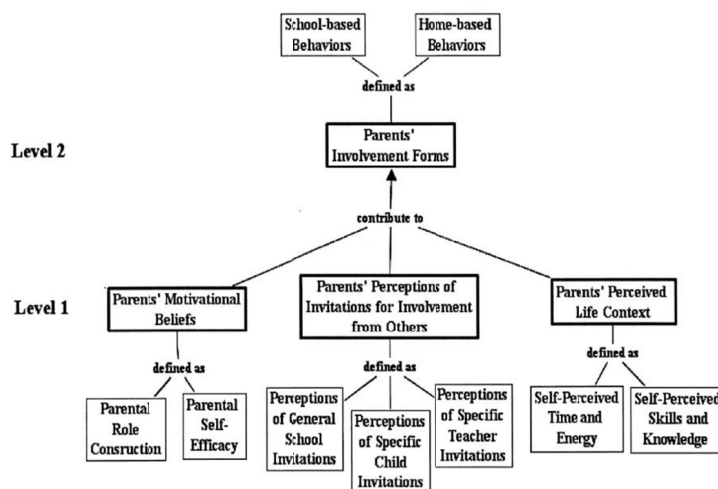 School-based
Behaviors
Home-based
Behaviors
defined as
Level 2
Parents'
Involvement Forms
contribute to
Level 1
Parents' Motivational
Beliefs
Parents' Perceptions of
Invitations for Involvement
from Others
Parents' Perceived
Life Context
defined as
defined as
defined as
Parental
Role
Consruction
Parental
Self-
Efficacy
Perceptions
of General
School
Invitations
Perceptions
of Specific
Child
Invitations
Perceptions
of Specific
Teacher
Invitations
Self-Perceived
Time and
Energy
Self-Perceived
Skills and
Knowledge